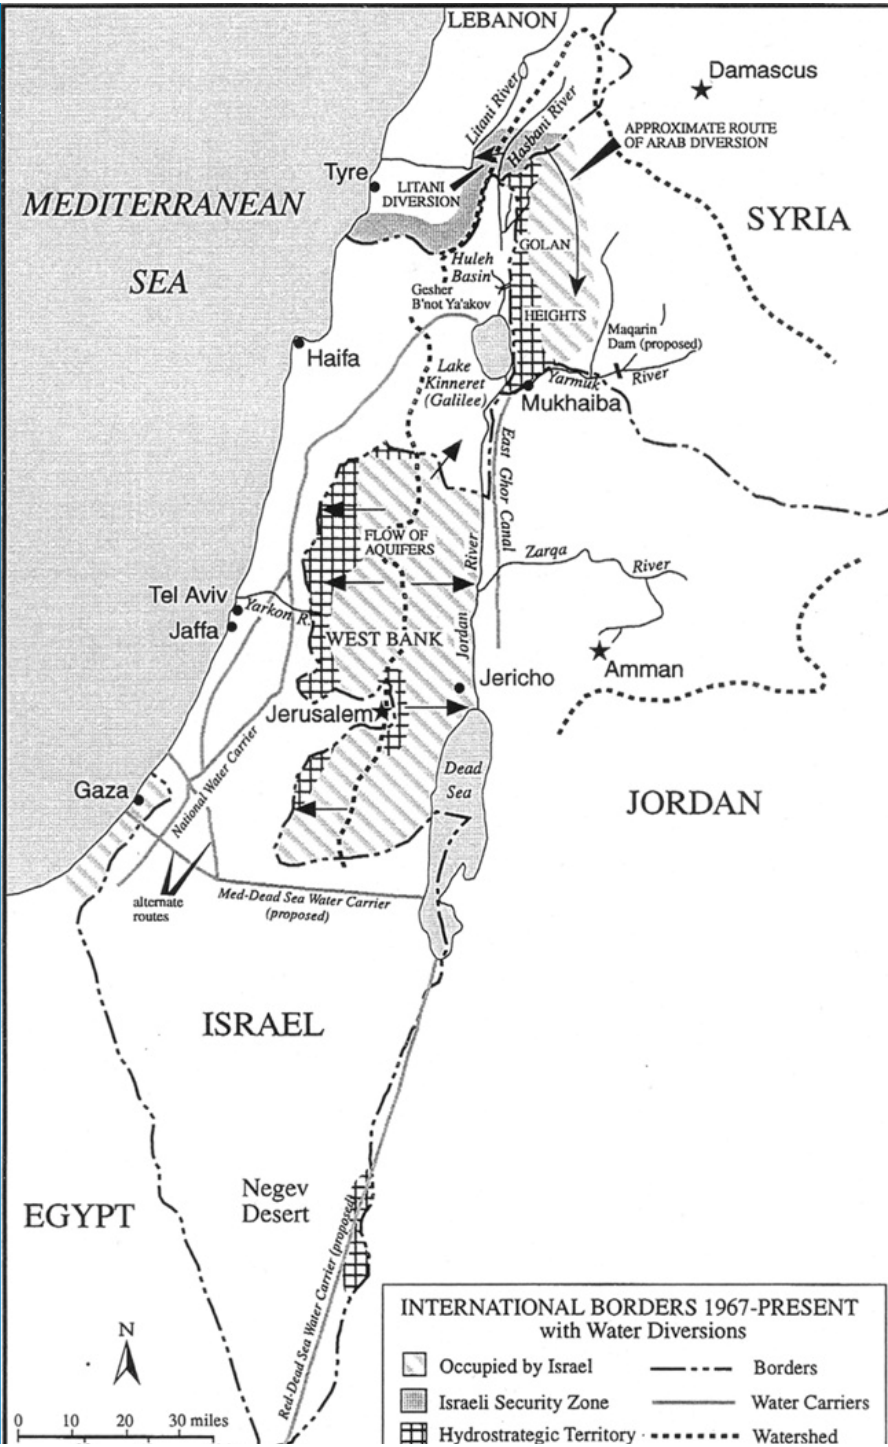 LEBANON
Damascus
Litani River
Hasbani River
APPROXIMATE ROUTE
OF ARAB DIVERSION
Tyre
LITANI
DIVERSION
MEDITERRANEAN
SEA
SYRIA
GOLAN
HEIGHTS
Huleh
Basin
Gesher
B'not Ya'akov
Maqarin
Dam (proposed)
Haifa
Lake
Kinneret
(Galilee)
Yarmuk
River
Mukhaiba
East Ghor Canal
FLOW OF
AQUIFERS
Jordan River
Zarqa
River
Tel Aviv
Yarkon R.
Jaffa
WEST BANK
Jericho
Amman
Jerusalem
National Water Carrier
Dead
Sea
Gaza
JORDAN
alternate
routes
Med-Dead Sea Water Carrier
(proposed)
ISRAEL
Negev
Desert
EGYPT
Red-Dead Sea Water Carrier (proposed)
N
0 10 20 30 miles
INTERNATIONAL BORDERS 1967-PRESENT
with Water Diversions
Occupied by Israel
Borders
Israeli Security Zone
Water Carriers
Hydrostrategic Territory
Watershed